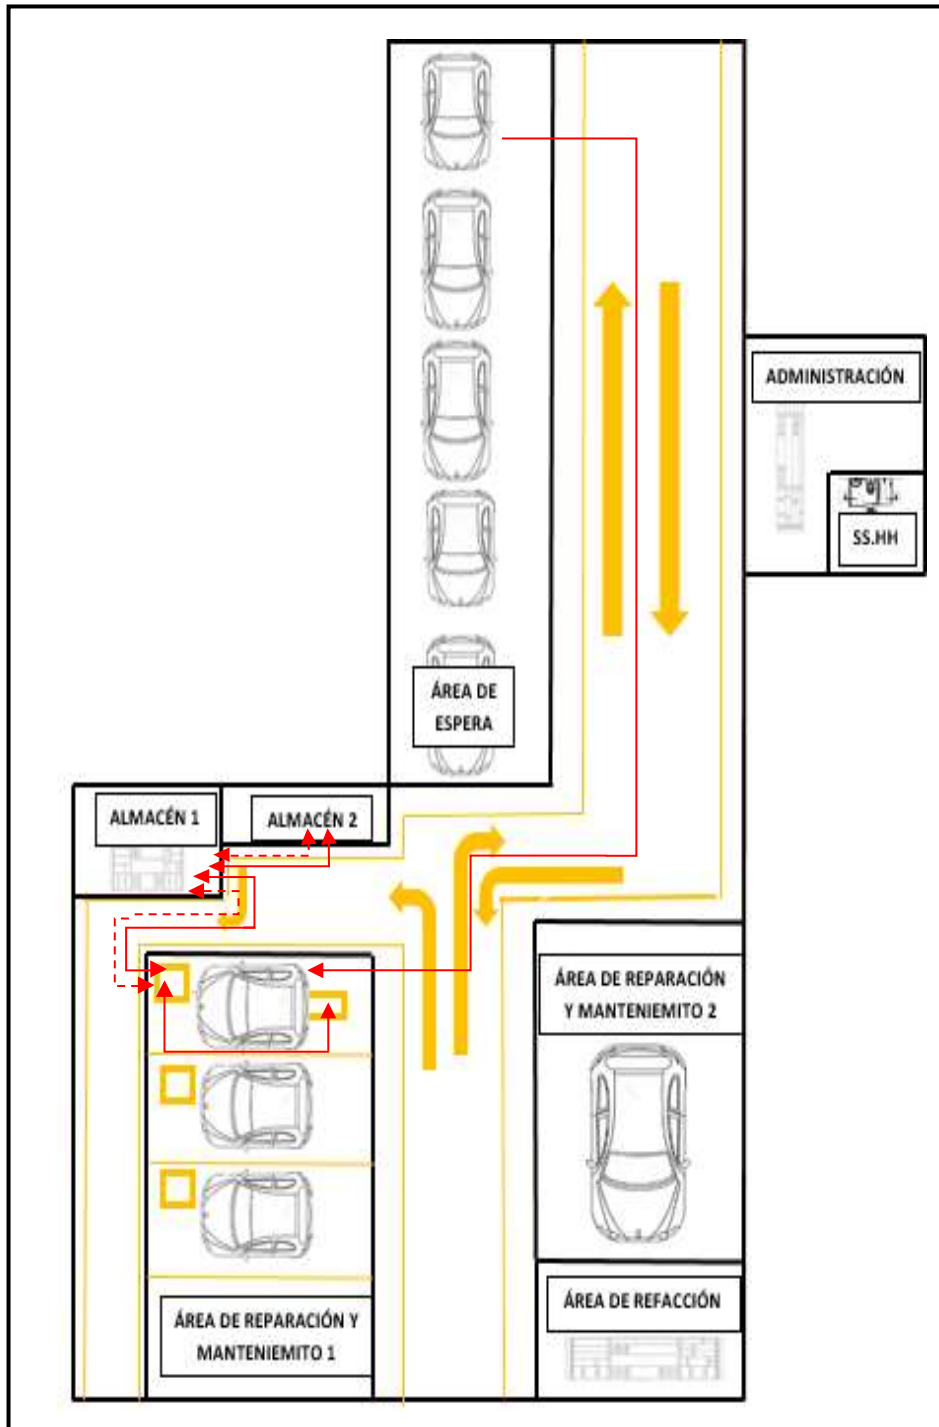 ADMINISTRACIÓN
SS.HH
ÁREA DE
ESPERA
ALMACÉN 1
ALMACÉN 2
ÁREA DE REPARACIÓN
Y MANTENIEMITO 2
ÁREA DE REFACCIÓN
ÁREA DE REPARACIÓN Y
MANTENIEMITO 1